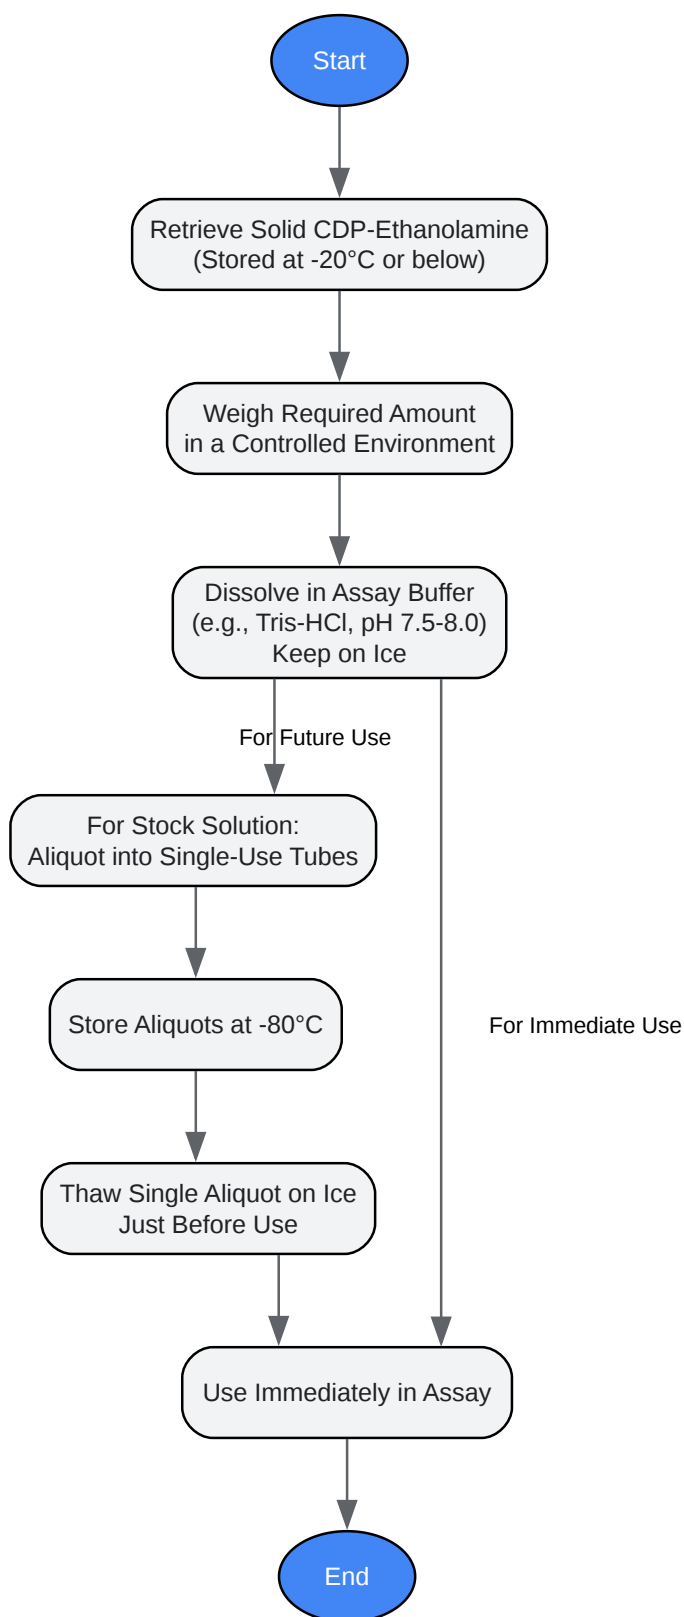 Start
Retrieve Solid CDP-Ethanolamine
(Stored at -20°C or below)
Weigh Required Amount
in a Controlled Environment
Dissolve in Assay Buffer
(e.g., Tris-HCl, pH 7.5-8.0)
Keep on Ice
For Future Use
For Stock Solution:
Aliquot into Single-Use Tubes
Store Aliquots at -80°C
For Immediate Use
Thaw Single Aliquot on Ice
Just Before Use
Use Immediately in Assay
End